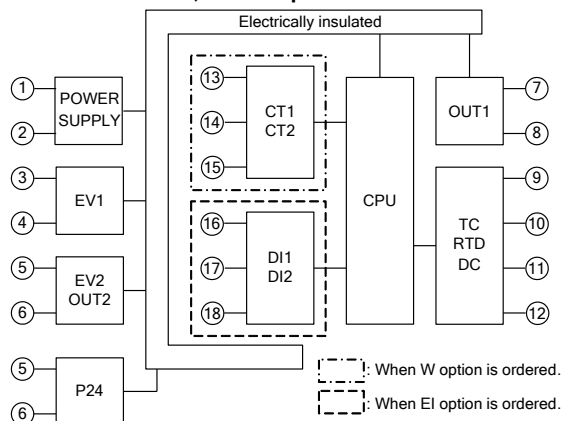 Electrically insulated
1
POWER
SUPPLY
2
3
EV1
4
5
EV2
OUT2
6
5
P24
6
13
CT1
CT2
14
15
16
DI1
DI2
17
18
CPU
7
OUT1
8
9
TC
RTD
DC
10
11
12
: When W option is ordered.
: When EI option is ordered.